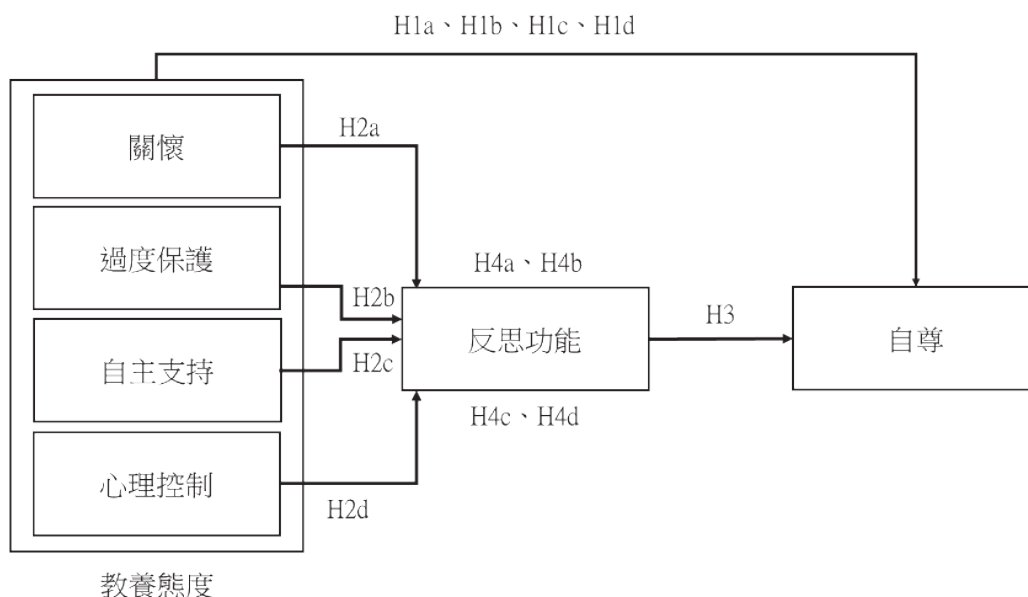 H1a、H1b、H1c、H1d
關懷
H2a
過度保護
H4a、H4b
H2b
反思功能
H3
自尊
自主支持
H2c
H4c、H4d
心理控制
H2d
教養態度